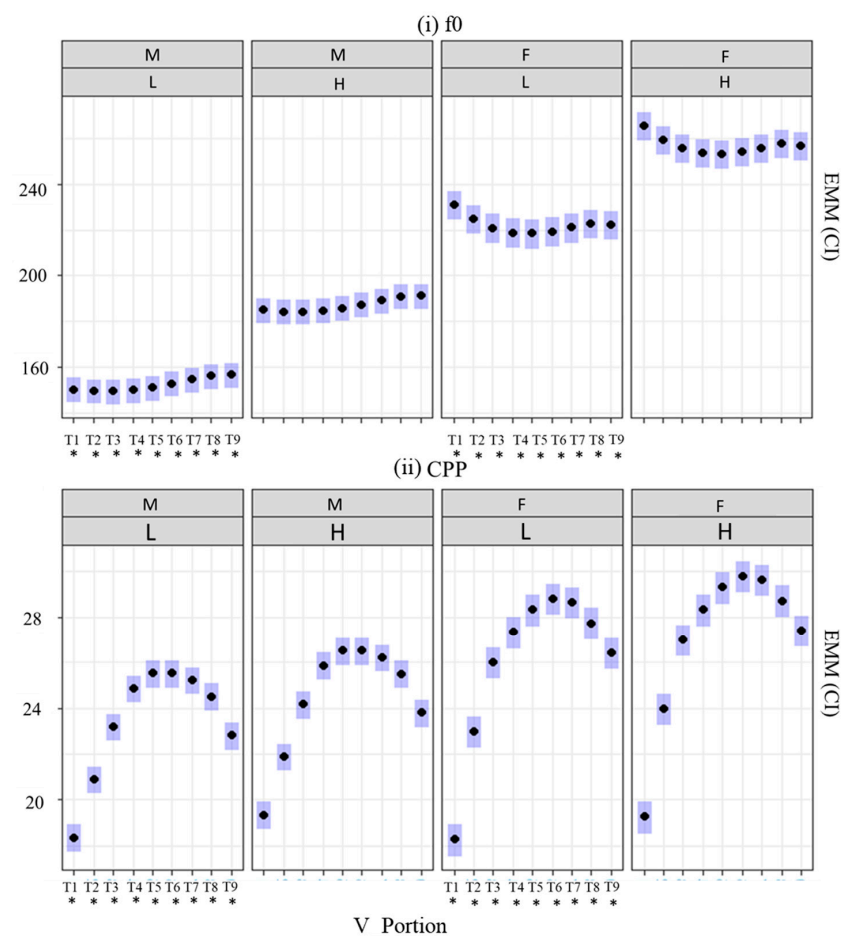 (i) f0
M M F F
L H L H
240
200
160
EMM (CI)
T1 T2 T3 T4 T5 T6 T7 T8 T9 T1 T2 T3 T4 T5 T6 T7 T8 T9
* * * * * * * * * * * * * * * * * *
(ii) CPP
M M F F
L H L H
28
24
20
EMM (CI)
T1 T2 T3 T4 T5 T6 T7 T8 T9 T1 T2 T3 T4 T5 T6 T7 T8 T9
* * * * * * * * * * * * * * * * * *
V Portion